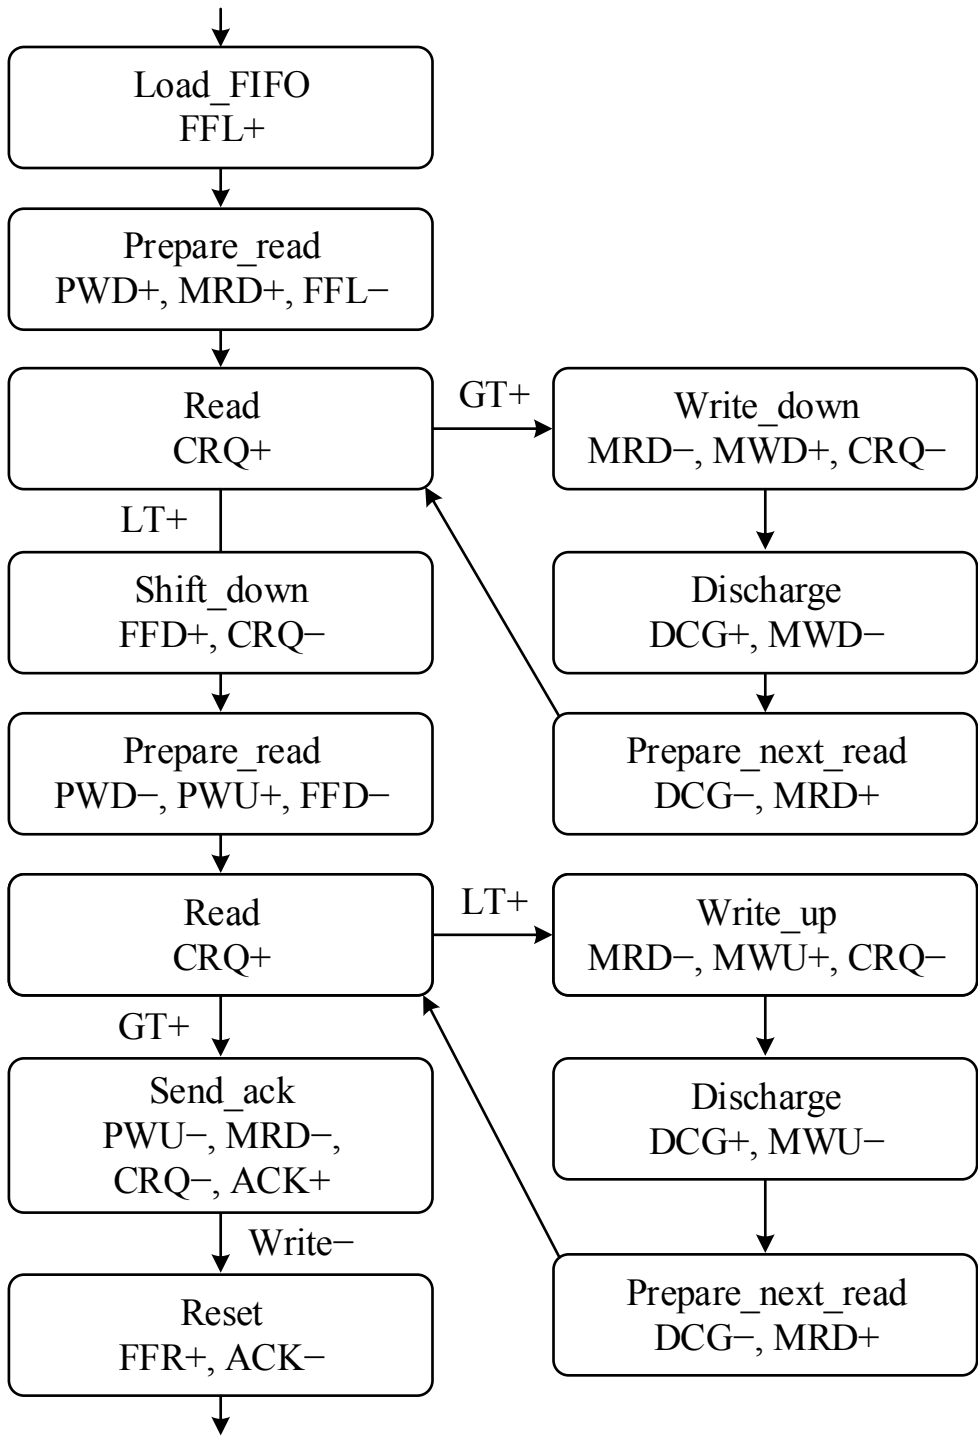 Load_FIFO
FFL+
Prepare_read
PWD+, MRD+, FFL−
Read
CRQ+
GT+
Write_down
MRD−, MWD+, CRQ−
LT+
Shift_down
FFD+, CRQ−
Discharge
DCG+, MWD−
Prepare_read
PWD−, PWU+, FFD−
Prepare_next_read
DCG−, MRD+
Read
CRQ+
LT+
Write_up
MRD−, MWU+, CRQ−
GT+
Send_ack
PWU−, MRD−,
CRQ−, ACK+
Discharge
DCG+, MWU−
Write−
Reset
FFR+, ACK−
Prepare_next_read
DCG−, MRD+